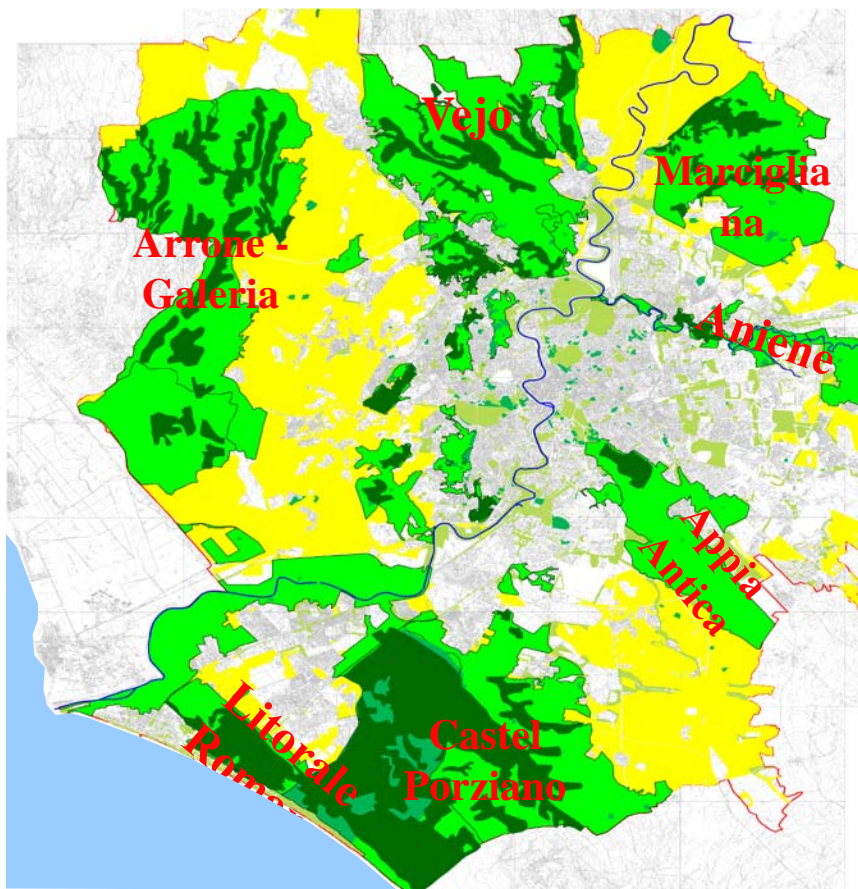 Vejo
Marciglia
na
Arrone -
Galeria
Aniene
Appia
Antica
Litorale
Castel
Porziano